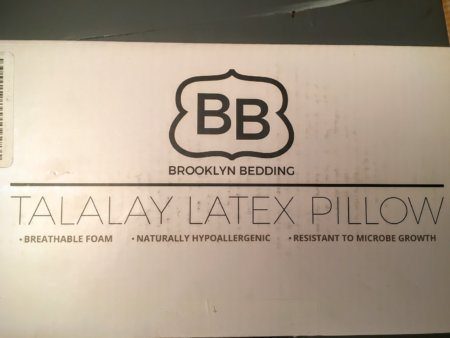 BB
BROOKLYN BEDDING
TALALAY LATEX PILLOW
• BREATHABLE FOAM • NATURALLY HYPOALLERGENIC • RESISTANT TO MICROBE GROWTH